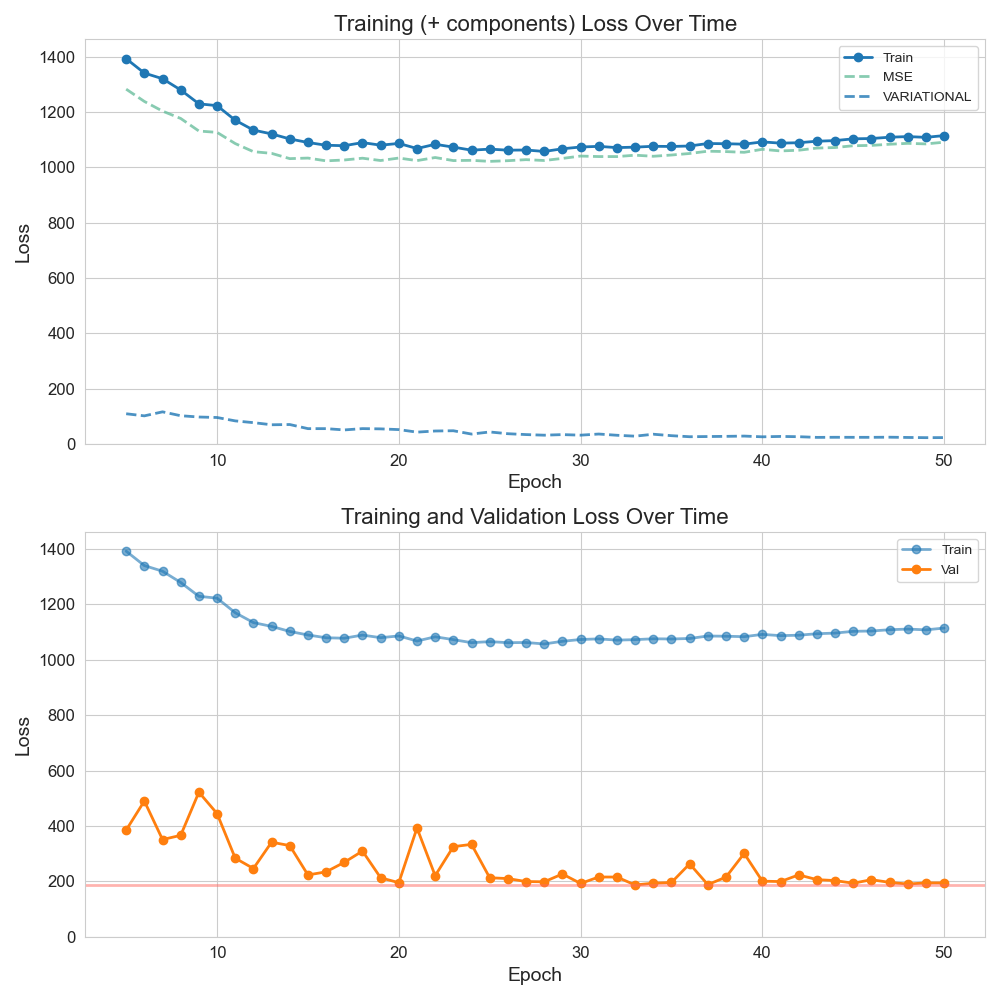 Training (+ components) Loss Over Time
1400
1200
1000
800
600
400
200
0
Loss
10
20
30
40
50
Epoch
Train
MSE
VARIATIONAL
Training and Validation Loss Over Time
1400
1200
1000
800
600
400
200
0
Loss
10
20
30
40
50
Epoch
Train
Val